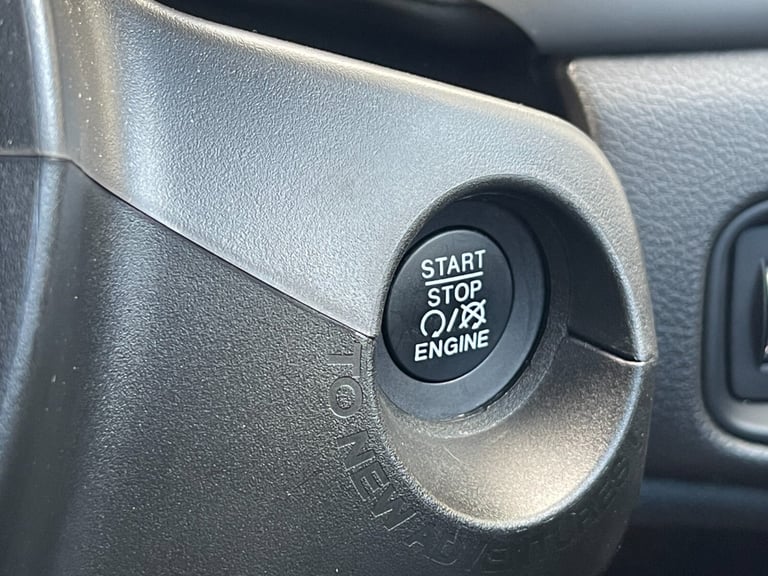 START
STOP
ENGINE
TO NEW ADVENTURES